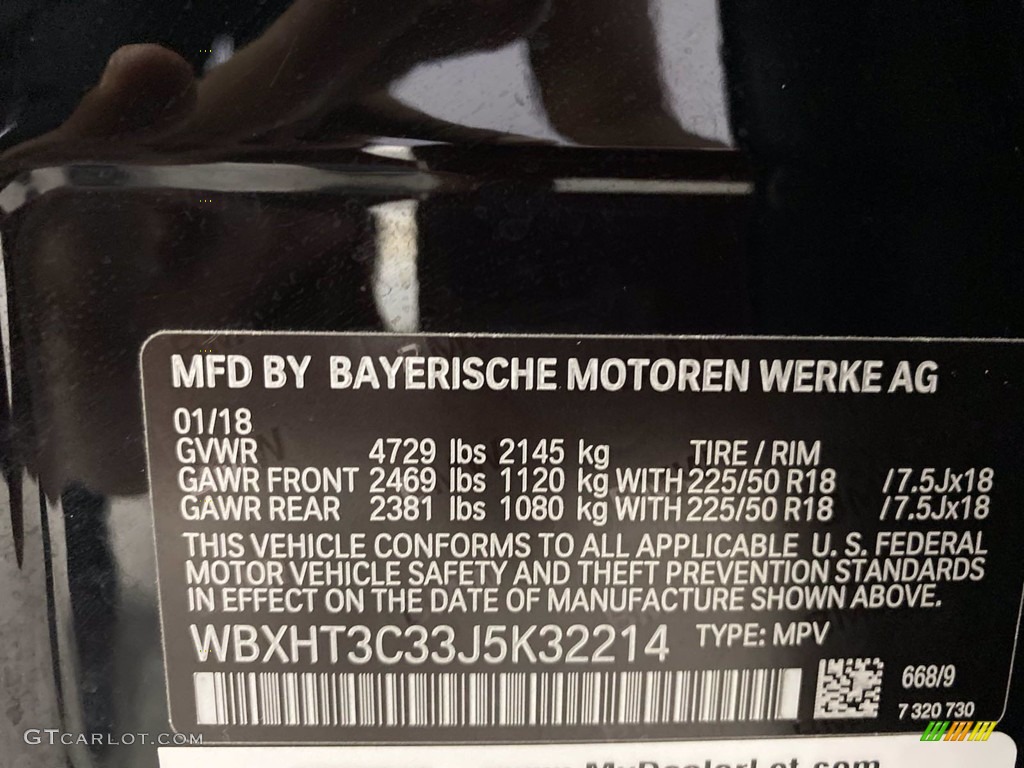 MFD BY BAYERISCHE MOTOREN WERKE AG
01/18
GVWR 4729 lbs 2145 kg TIRE / RIM
GAWR FRONT 2469 lbs 1120 kg WITH 225/50 R18 /7.5Jx18
GAWR REAR 2381 lbs 1080 kg WITH 225/50 R18 /7.5Jx18
THIS VEHICLE CONFORMS TO ALL APPLICABLE U. S. FEDERAL
MOTOR VEHICLE SAFETY AND THEFT PREVENTION STANDARDS
IN EFFECT ON THE DATE OF MANUFACTURE SHOWN ABOVE.
WBXHT3C33J5K32214 TYPE: MPV
668/9
7 320 730
GTCARLOT.COM
www.MyDealerLot.com